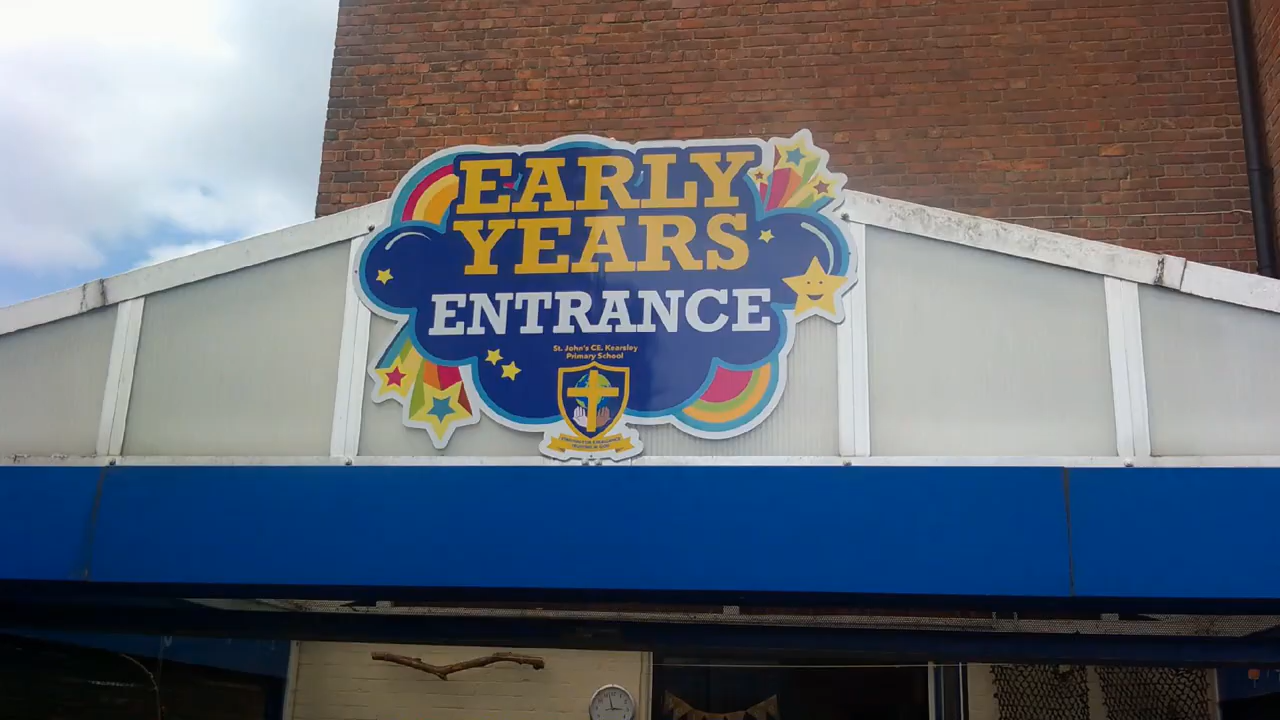 EARLY
YEARS
ENTRANCE
St. John's CE. Kearsley
Primary School